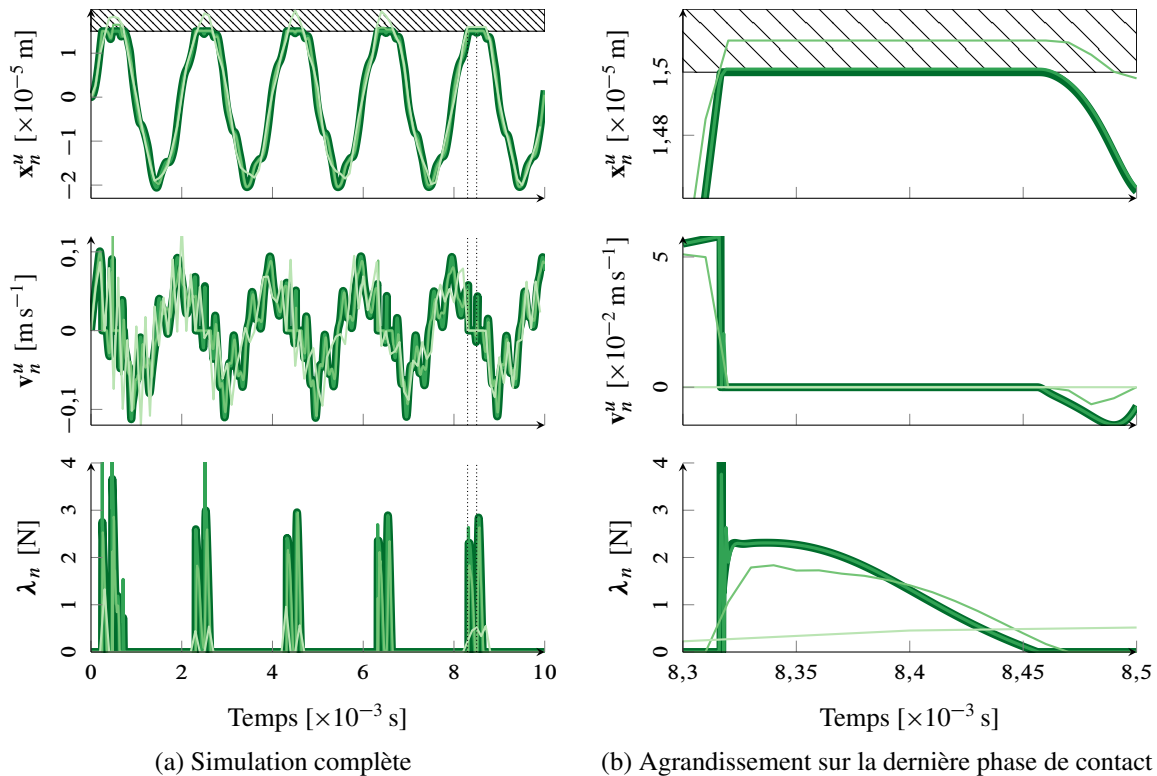 x_n^u [×10⁻⁵ m]
1
0
−1
−2
1,5
1,48
x_n^u [×10⁻⁵ m]
v_n^u [m s⁻¹]
0,1
0
−0,1
v_n^u [×10⁻² m s⁻¹]
5
0
λ_n [N]
4
3
2
1
0
0 2 4 6 8 10
Temps [×10⁻³ s]
(a) Simulation complète
λ_n [N]
4
3
2
1
0
8,3 8,35 8,4 8,45 8,5
Temps [×10⁻³ s]
(b) Agrandissement sur la dernière phase de contact